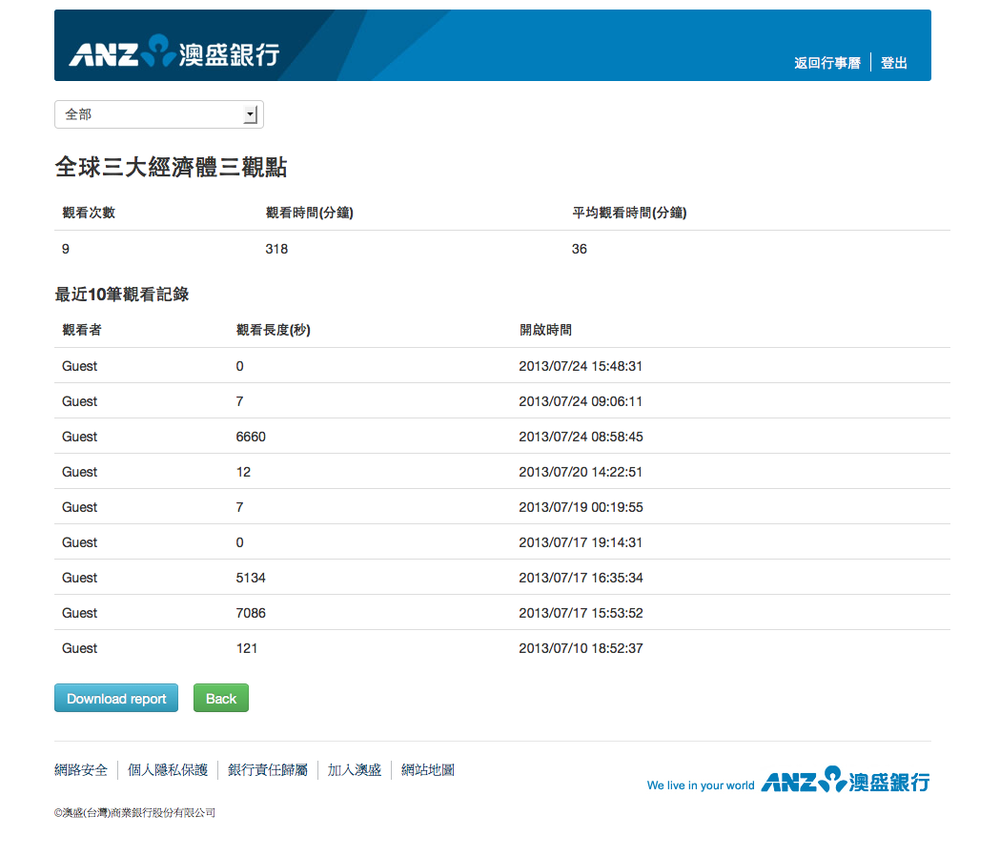 ANZ 澳盛銀行
返回行事曆 登出
全部
全球三大經濟體三觀點
觀看次數 觀看時間(分鐘) 平均觀看時間(分鐘)
9 318 36
最近10筆觀看記錄
觀看者 觀看長度(秒) 開啟時間
Guest 0 2013/07/24 15:48:31
Guest 7 2013/07/24 09:06:11
Guest 6660 2013/07/24 08:58:45
Guest 12 2013/07/20 14:22:51
Guest 7 2013/07/19 00:19:55
Guest 0 2013/07/17 19:14:31
Guest 5134 2013/07/17 16:35:34
Guest 7086 2013/07/17 15:53:52
Guest 121 2013/07/10 18:52:37
Download report Back
網路安全 個人隱私保護 銀行責任歸屬 加入澳盛 網站地圖
We live in your world ANZ 澳盛銀行
©澳盛(台灣)商業銀行股份有限公司